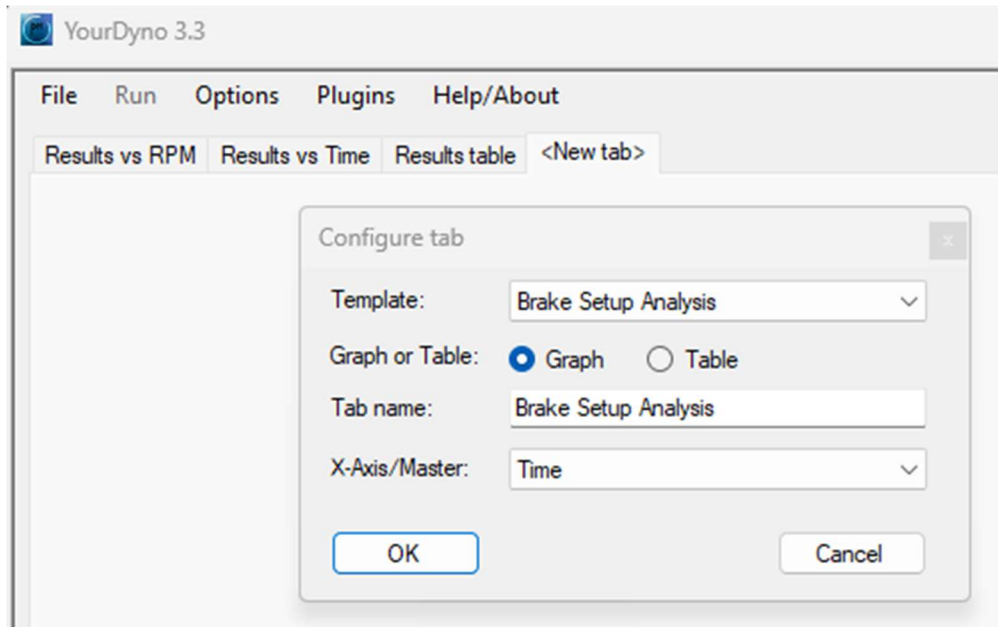 YourDyno 3.3
File Run Options Plugins Help/About
Results vs RPM Results vs Time Results table <New tab>
Configure tab
Template: Brake Setup Analysis
Graph or Table: Graph Table
Tab name: Brake Setup Analysis
X-Axis/Master: Time
OK Cancel